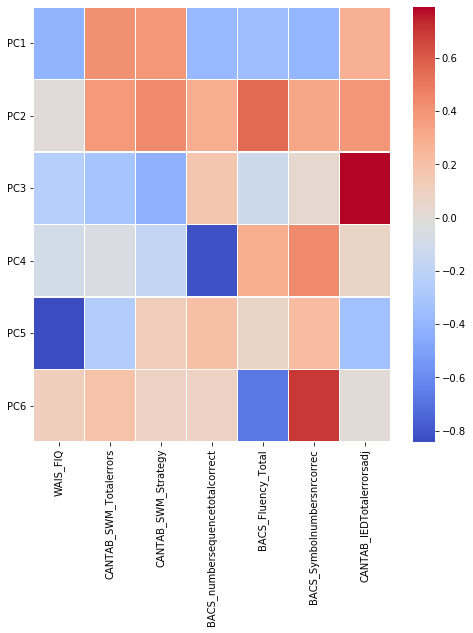 PC1
PC2
PC3
PC4
PC5
PC6
WAIS_FIQ
CANTAB_SWM_Totalerrors
CANTAB_SWM_Strategy
BACS_numbersequencetotalcorrect
BACS_Fluency_Total
BACS_Symbolnumbersnrcorrec
CANTAB_IEDTotalerrorsadj
0.6
0.4
0.2
0.0
−0.2
−0.4
−0.6
−0.8